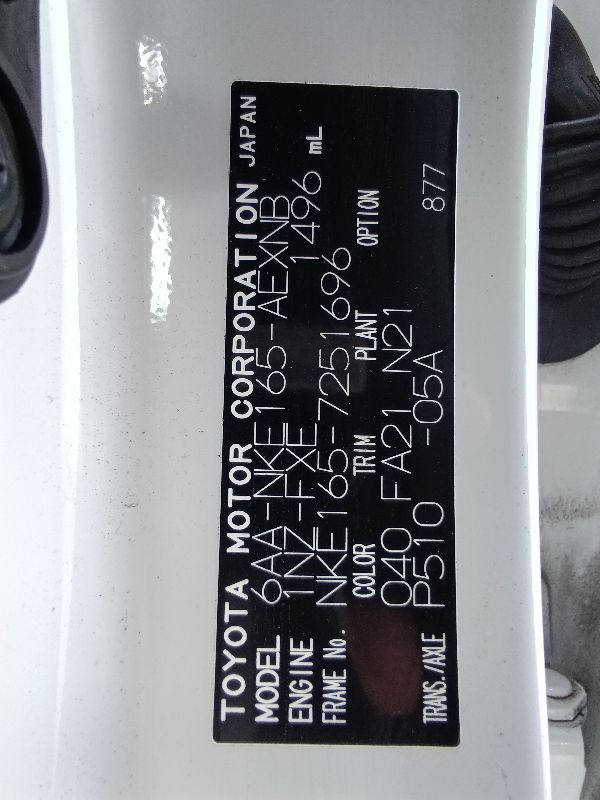 TOYOTA MOTOR CORPORATION JAPAN
MODEL 6AA-NKE165-AEXNB
ENGINE 1NZ-FXE 1496 mL
FRAME No. NKE165-7251696
COLOR TRIM PLANT OPTION
040 FA21 N21
TRANS./AXLE P510 -05A 877